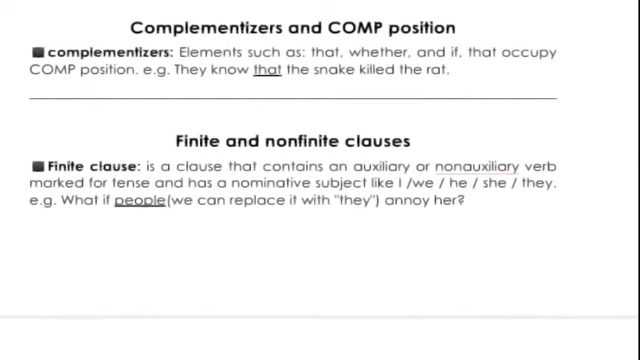 Complementizers and COMP position
■complementizers: Elements such as: that, whether, and if, that occupy
COMP position. e.g. They know that the snake killed the rat.
Finite and nonfinite clauses
■Finite clause: is a clause that contains an auxiliary or nonauxiliary verb
marked for tense and has a nominative subject like I /we / he / she / they.
e.g. What if people(we can replace it with "they") annoy her?